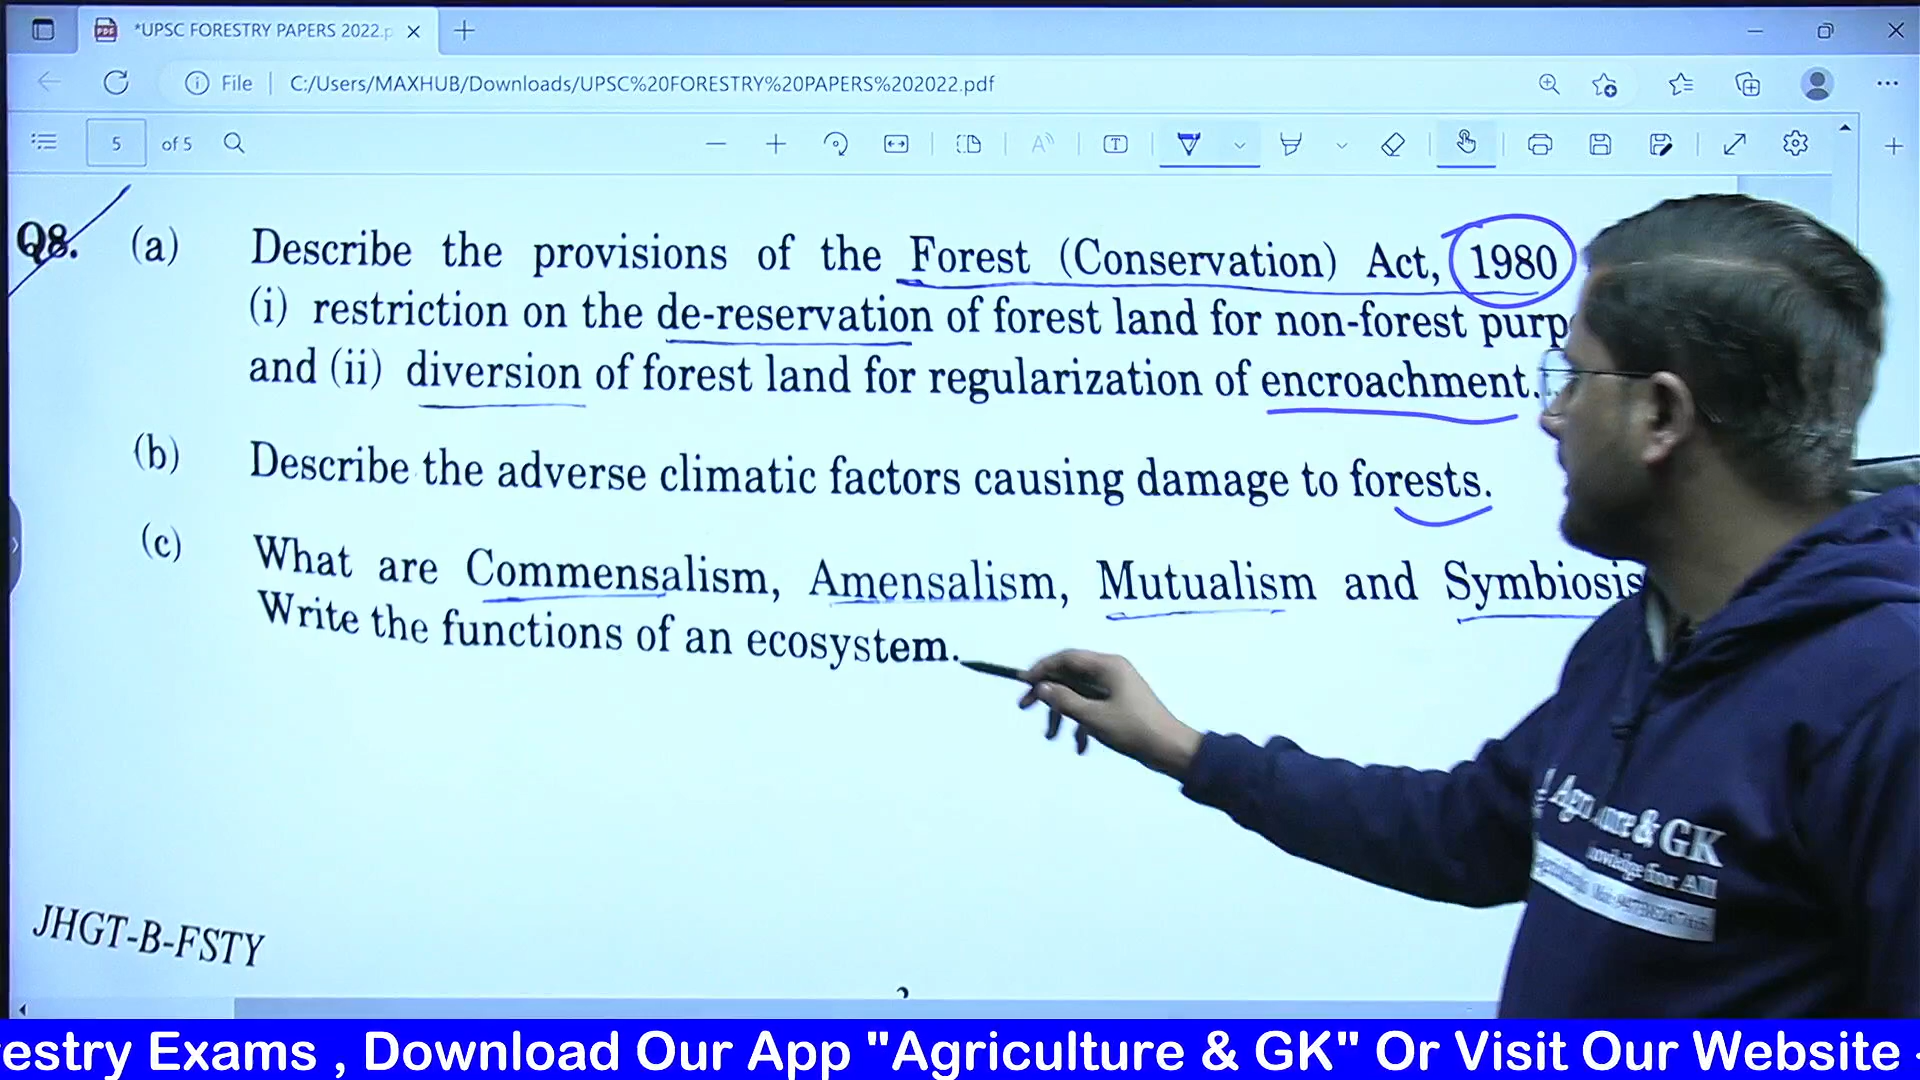 *UPSC FORESTRY PAPERS 2022.p
File
C:/Users/MAXHUB/Downloads/UPSC%20FORESTRY%20PAPERS%202022.pdf
5 of 5
Q8. (a) Describe the provisions of the Forest (Conservation) Act, 1980
(i) restriction on the de-reservation of forest land for non-forest purp
and (ii) diversion of forest land for regularization of encroachment.
(b) Describe the adverse climatic factors causing damage to forests.
(c) What are Commensalism, Amensalism, Mutualism and Symbiosis
Write the functions of an ecosystem.
& GK
for All
JHGT-B-FSTY
restry Exams , Download Our App "Agriculture & GK" Or Visit Our Website